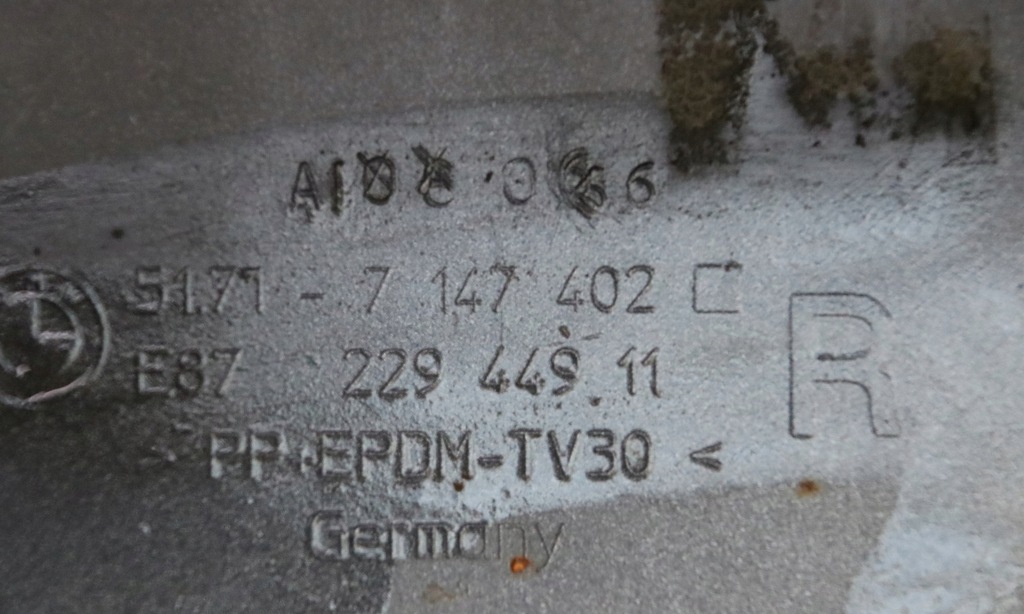 51.71 - 7 147 402
R
E87 229 449.11
PP-EPDM-TV30 <
Germany